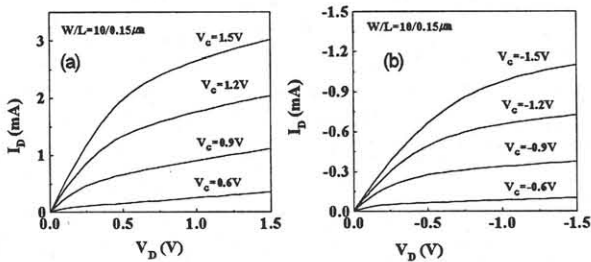 W/L=10/0.15μm
(a)
V_G=1.5V
V_G=1.2V
V_G=0.9V
V_G=0.6V
I_D (mA)
3
2
1
0
0.0
0.5
1.0
1.5
V_D (V)
W/L=10/0.15μm
(b)
V_G=-1.5V
V_G=-1.2V
V_G=-0.9V
V_G=-0.6V
I_D (mA)
-1.5
-1.2
-0.9
-0.6
-0.3
0
0.0
-0.5
-1.0
-1.5
V_D (V)